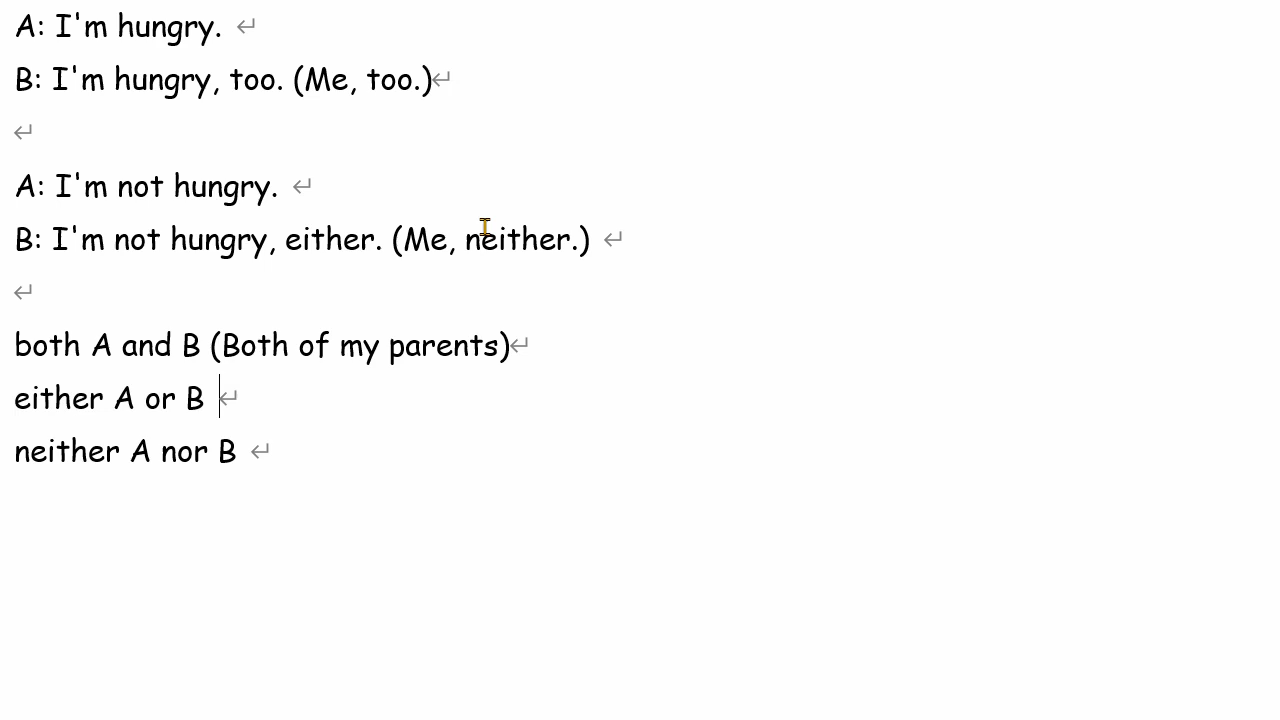 A: I'm hungry.
B: I'm hungry, too. (Me, too.)
A: I'm not hungry.
B: I'm not hungry, either. (Me, neither.)
both A and B (Both of my parents)
either A or B
neither A nor B